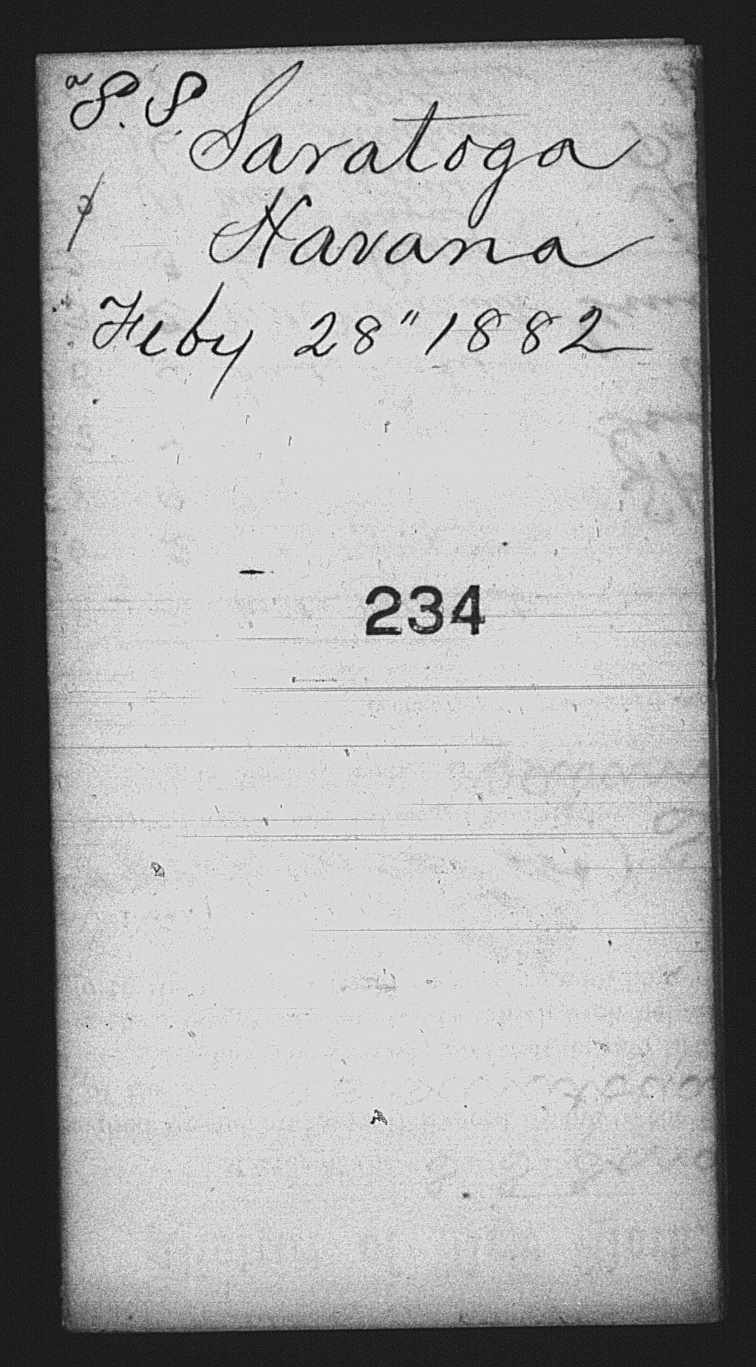 S. S. Saratoga
Havana
Feby 28" 1882
234